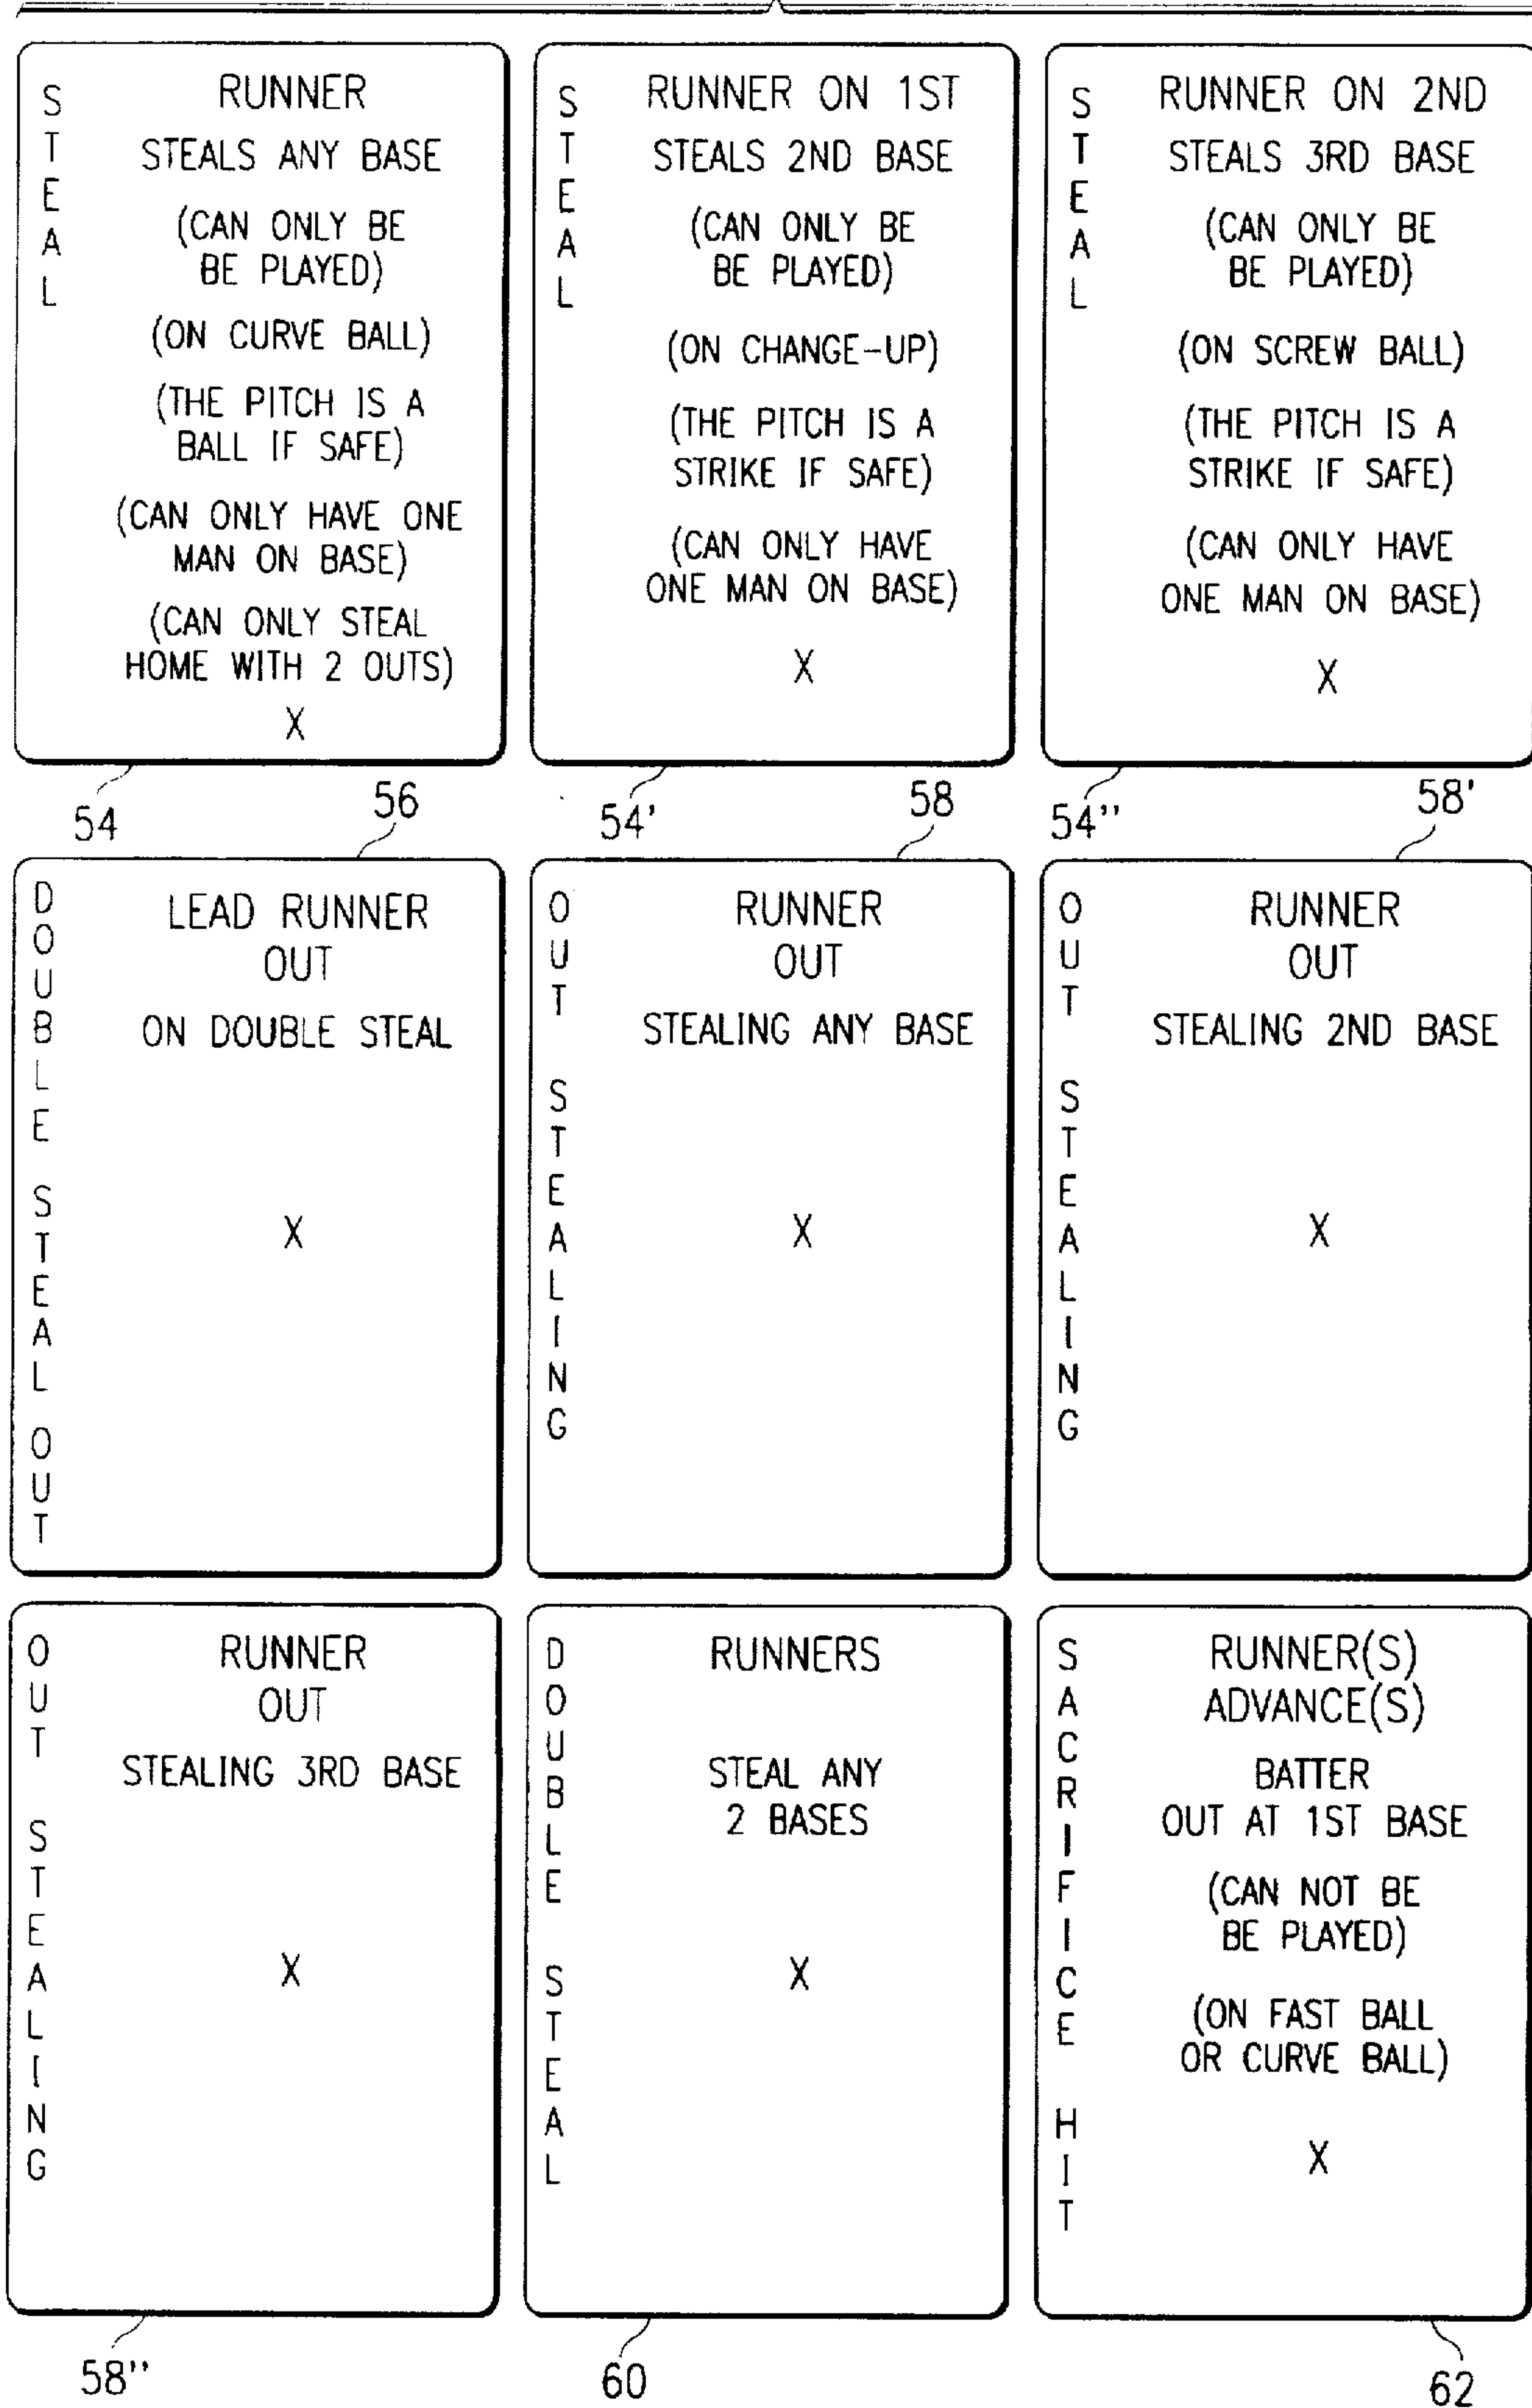 STEAL
RUNNER
STEALS ANY BASE
(CAN ONLY BE
BE PLAYED)
(ON CURVE BALL)
(THE PITCH IS A
BALL IF SAFE)
(CAN ONLY HAVE ONE
MAN ON BASE)
(CAN ONLY STEAL
HOME WITH 2 OUTS)
X
54
STEAL
RUNNER ON 1ST
STEALS 2ND BASE
(CAN ONLY BE
BE PLAYED)
(ON CHANGE-UP)
(THE PITCH IS A
STRIKE IF SAFE)
(CAN ONLY HAVE
ONE MAN ON BASE)
X
54'
STEAL
RUNNER ON 2ND
STEALS 3RD BASE
(CAN ONLY BE
BE PLAYED)
(ON SCREW BALL)
(THE PITCH IS A
STRIKE IF SAFE)
(CAN ONLY HAVE
ONE MAN ON BASE)
X
54''
56
DOUBLE STEAL OUT
LEAD RUNNER
OUT
ON DOUBLE STEAL
X
58
OUT STEALING
RUNNER
OUT
STEALING ANY BASE
X
58'
OUT STEALING
RUNNER
OUT
STEALING 2ND BASE
X
OUT STEALING
RUNNER
OUT
STEALING 3RD BASE
X
58''
DOUBLE STEAL
RUNNERS
STEAL ANY
2 BASES
X
60
SACRIFICE HIT
RUNNER(S)
ADVANCE(S)
BATTER
OUT AT 1ST BASE
(CAN NOT BE
BE PLAYED)
(ON FAST BALL
OR CURVE BALL)
X
62